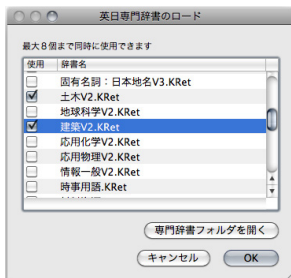 英日専門辞書のロード
最大8個まで同時に使用できます
使用 辞書名
固有名詞：日本地名V3.KRet
土木V2.KRet
地球科学V2.KRet
建築V2.KRet
応用化学V2.KRet
応用物理V2.KRet
情報一般V2.KRet
時事用語.KRet
専門辞書フォルダを開く
キャンセル OK